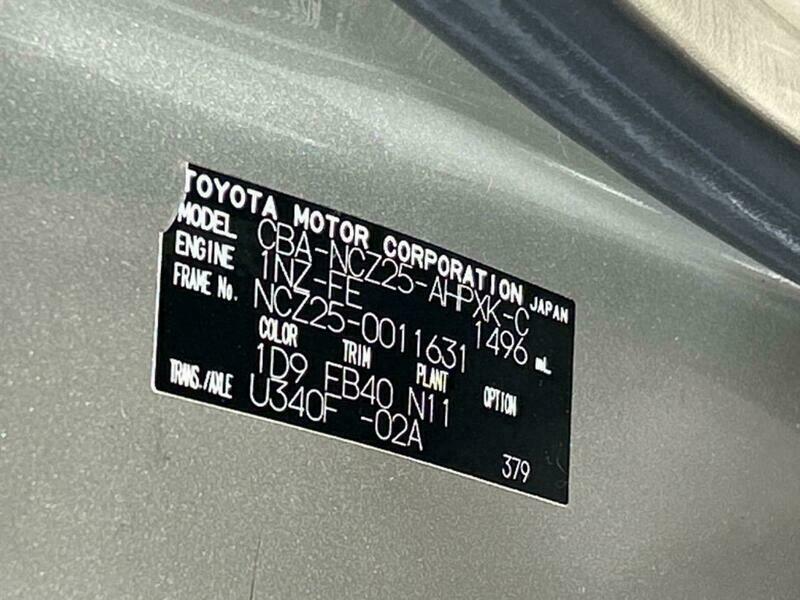 TOYOTA MOTOR CORPORATION JAPAN
MODEL CBA-NCZ25-AHPXK-C
ENGINE 1NZ-FE 1496 mL
FRAME No. NCZ25-0011631
COLOR TRIM PLANT OPTION
1D9 FB40 N11
TRANS./AXLE U340F -02A
379